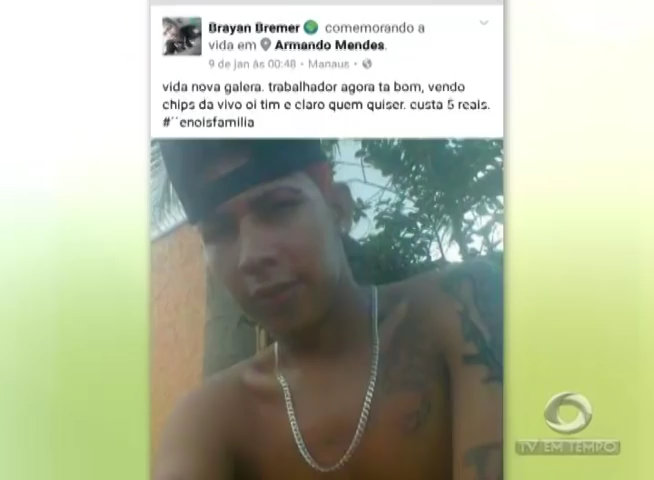 Brayan Bremer comemorando a
vida em Armando Mendes.
9 de jan às 00:48 • Manaus •
vida nova galera. trabalhador agora ta bom, vendo
chips da vivo oi tim e claro quem quiser. custa 5 reais.
#´´enoisfamilia
TV EM TEMPO